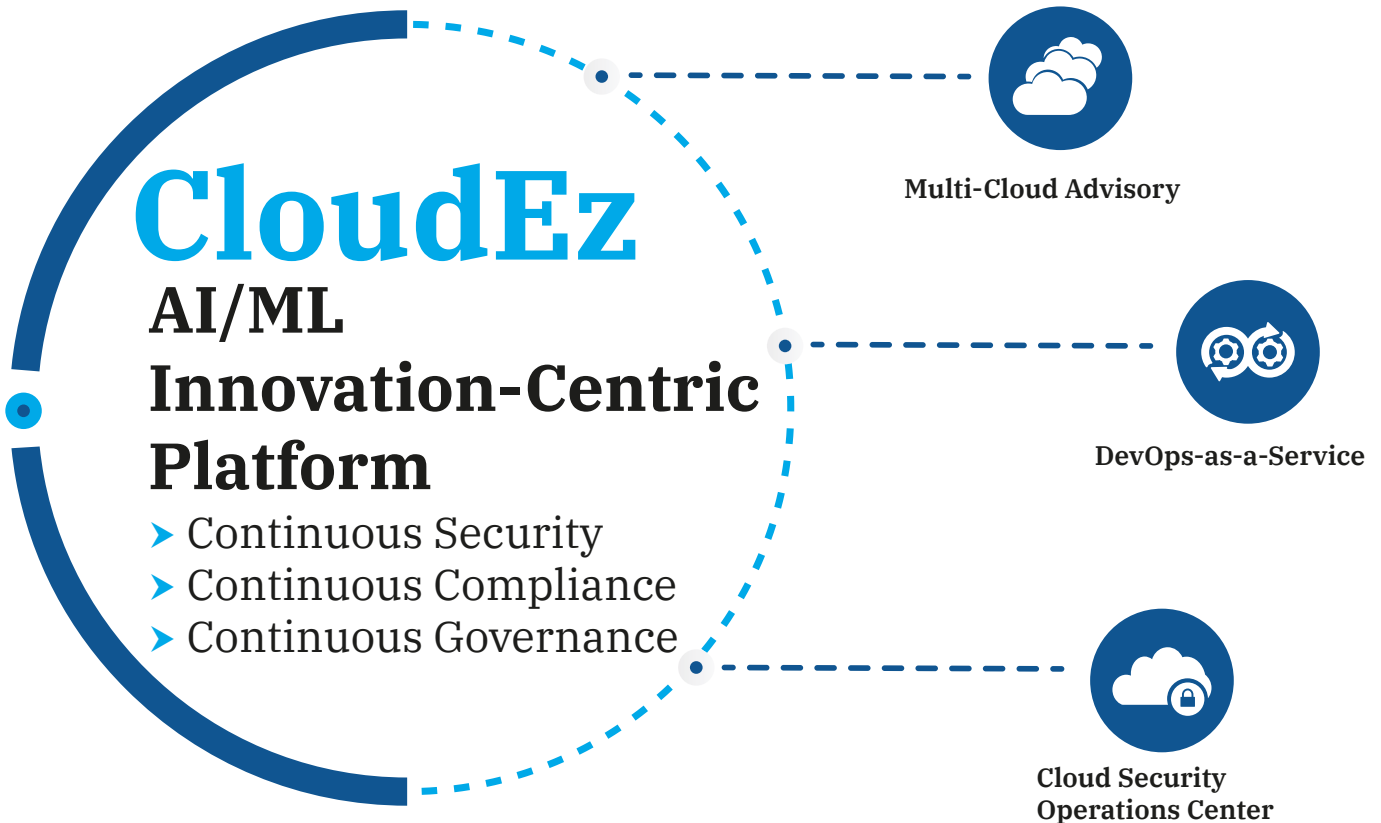 CloudEz
AI/ML
Innovation-Centric
Platform
Continuous Security
Continuous Compliance
Continuous Governance
Multi-Cloud Advisory
DevOps-as-a-Service
Cloud Security
Operations Center